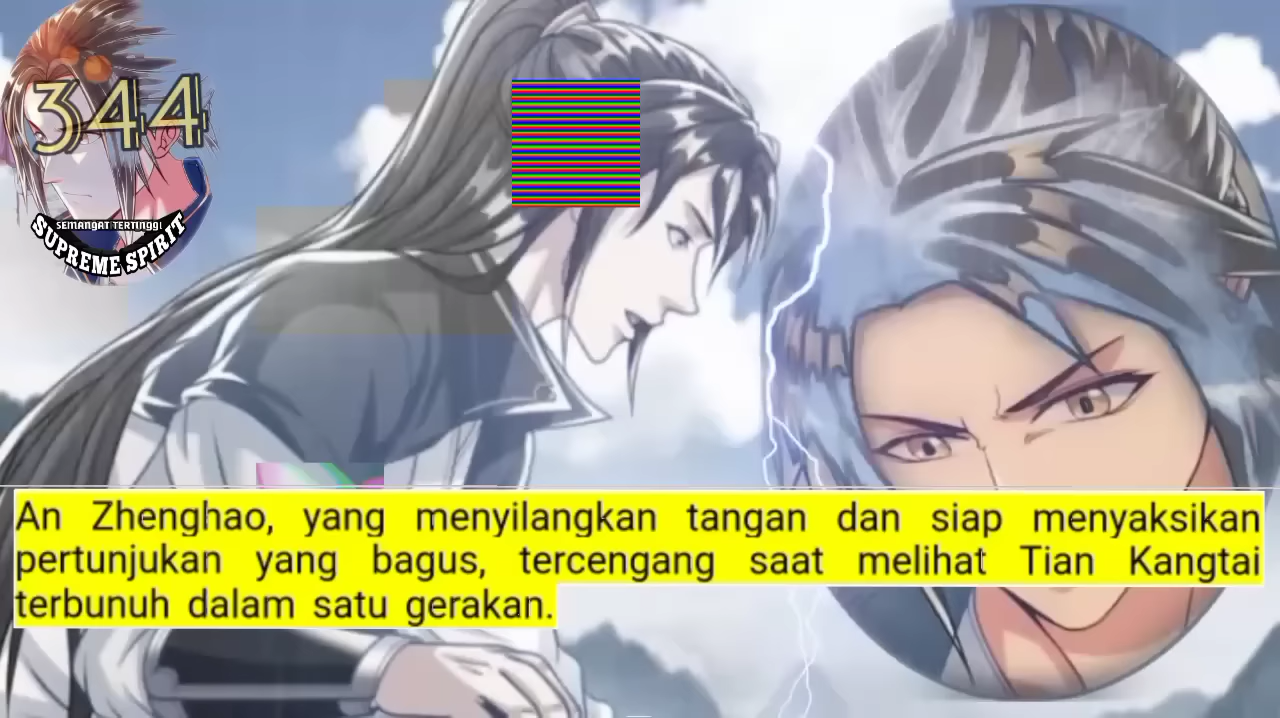 344
SEMANGAT TERTINGGI
SUPREME SPIRIT
An Zhenghao, yang menyilangkan tangan dan siap menyaksikan
pertunjukan yang bagus, tercengang saat melihat Tian Kangtai
terbunuh dalam satu gerakan.